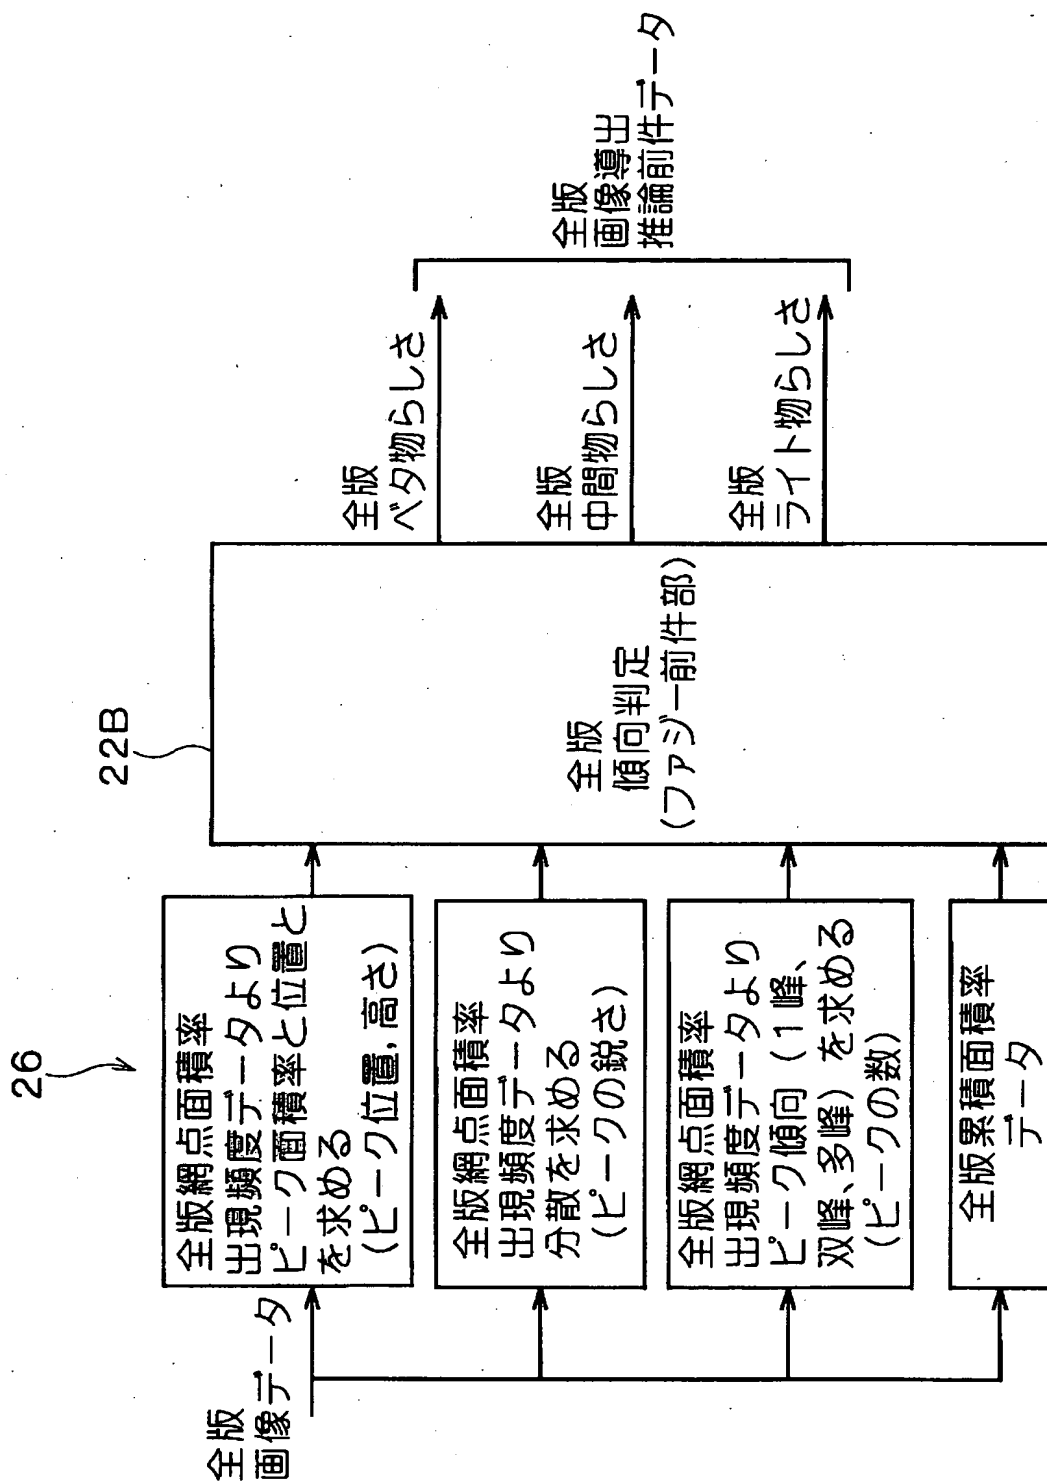 26
22B
全版
画像データ
全版網点面積率
出現頻度データより
ピーク面積率と位置と
を求める
(ピーク位置,高さ)
全版網点面積率
出現頻度データより
分散を求める
(ピークの鋭さ)
全版網点面積率
出現頻度データより
ピーク傾向(1峰、
双峰、多峰)を求める
(ピークの数)
全版累積面積率
データ
全版
傾向判定
(ファジー前件部)
全版
ベタ物らしさ
全版
中間物らしさ
全版
ライト物らしさ
全版
画像導出
推論前件データ